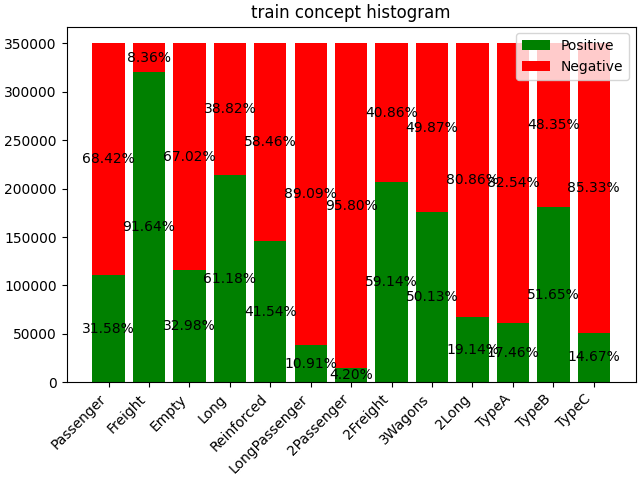 train concept histogram
Positive
Negative
350000
300000
250000
200000
150000
100000
50000
0
68.42%
31.58%
8.36%
91.64%
67.02%
32.98%
38.82%
61.18%
58.46%
41.54%
89.09%
10.91%
95.80%
4.20%
40.86%
59.14%
49.87%
50.13%
80.86%
19.14%
82.54%
17.46%
48.35%
51.65%
85.33%
14.67%
Passenger
Freight
Empty
Long
Reinforced
LongPassenger
2Passenger
2Freight
3Wagons
2Long
TypeA
TypeB
TypeC